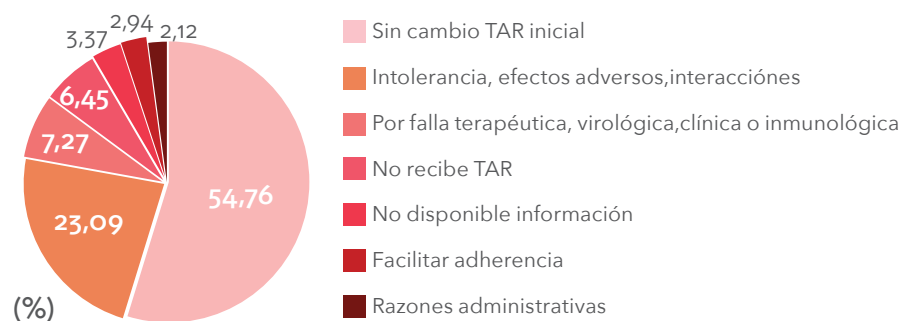 2,94
3,37
2,12
6,45
7,27
54,76
23,09
(%)
Sin cambio TAR inicial
Intolerancia, efectos adversos,interacciónes
Por falla terapéutica, virológica,clínica o inmunológica
No recibe TAR
No disponible información
Facilitar adherencia
Razones administrativas